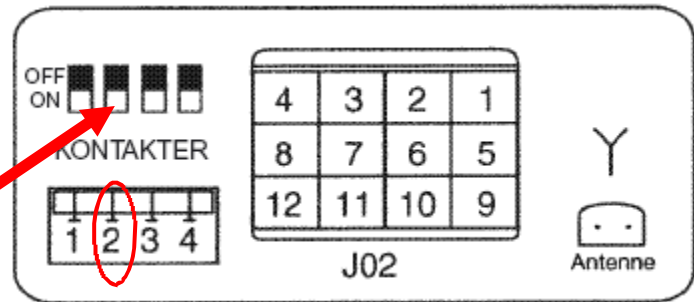 OFF
ON
KONTAKTER
1 2 3 4
4 3 2 1
8 7 6 5
12 11 10 9
J02
Antenne